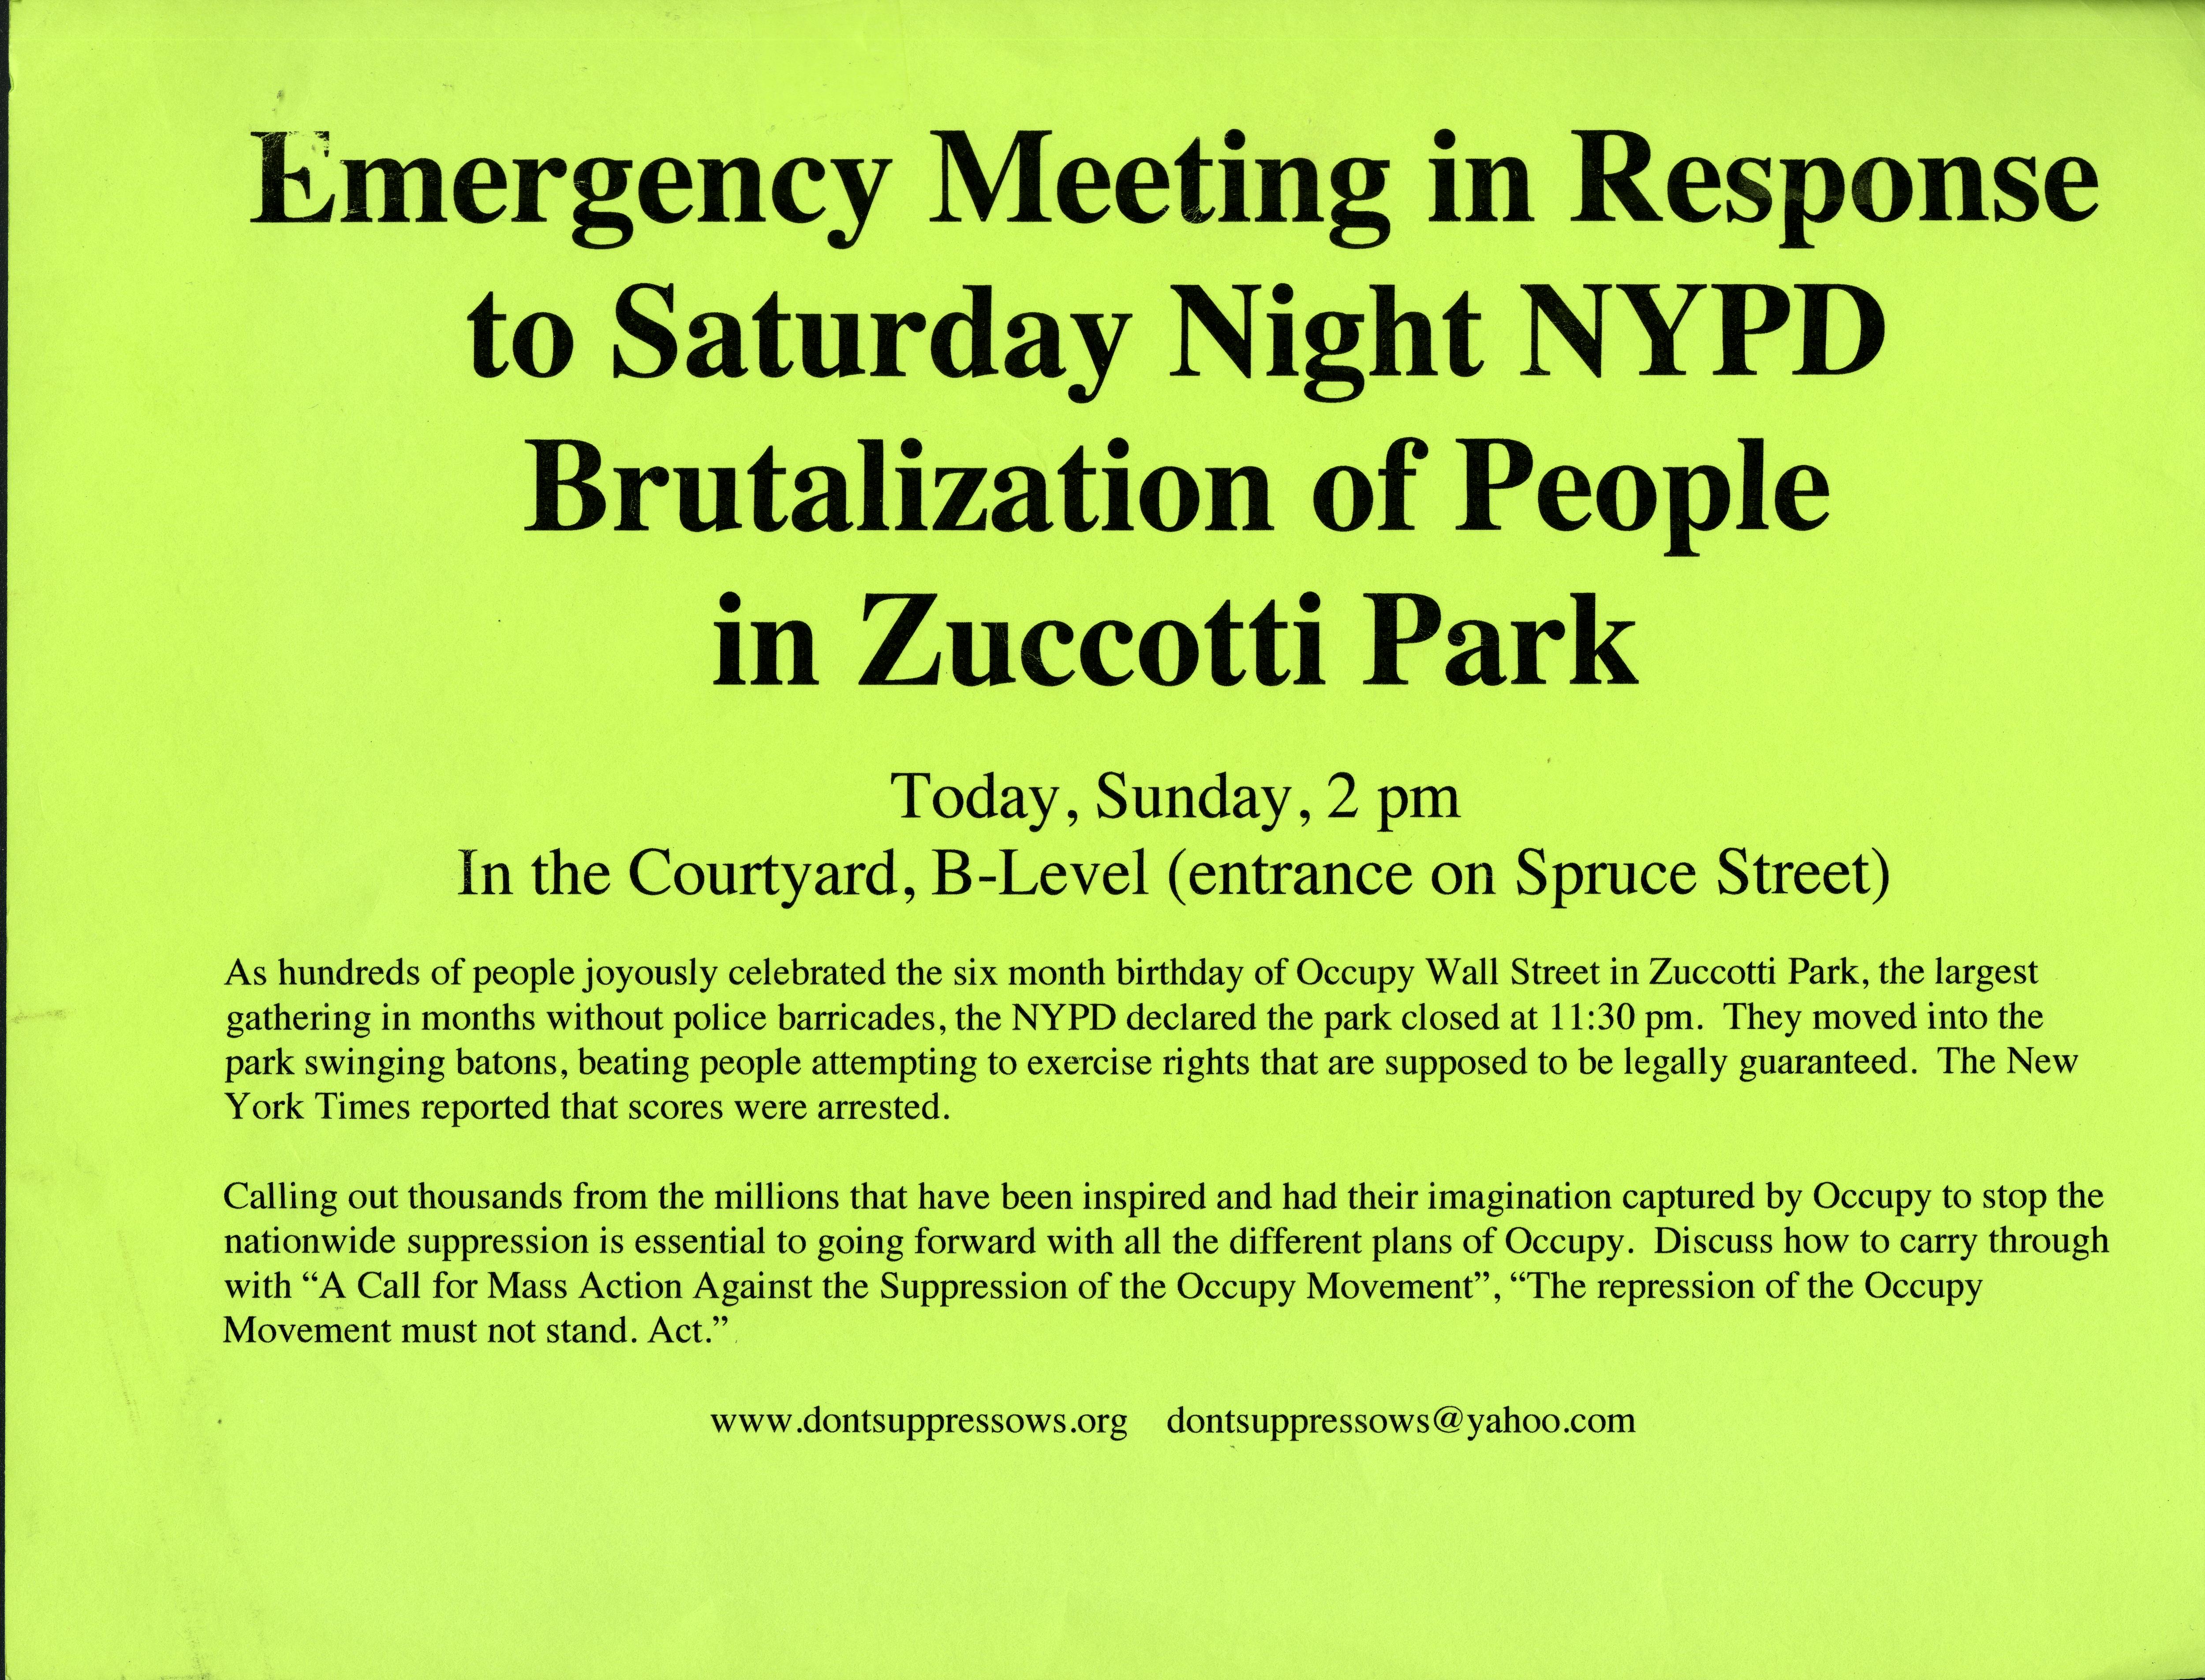 Emergency Meeting in Response
to Saturday Night NYPD
Brutalization of People
in Zuccotti Park
Today, Sunday, 2 pm
In the Courtyard, B-Level (entrance on Spruce Street)
As hundreds of people joyously celebrated the six month birthday of Occupy Wall Street in Zuccotti Park, the largest
gathering in months without police barricades, the NYPD declared the park closed at 11:30 pm.  They moved into the
park swinging batons, beating people attempting to exercise rights that are supposed to be legally guaranteed.  The New
York Times reported that scores were arrested.
Calling out thousands from the millions that have been inspired and had their imagination captured by Occupy to stop the
nationwide suppression is essential to going forward with all the different plans of Occupy.  Discuss how to carry through
with “A Call for Mass Action Against the Suppression of the Occupy Movement”, “The repression of the Occupy
Movement must not stand. Act.”
www.dontsuppressows.org    dontsuppressows@yahoo.com